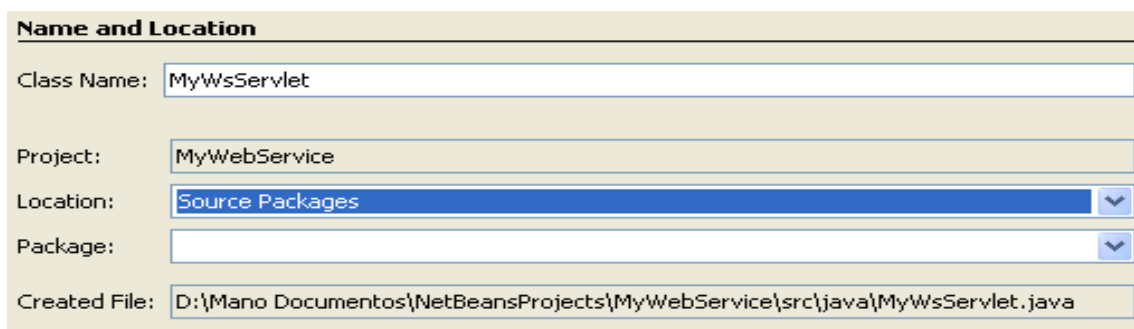 Name and Location
Class Name: MyWsServlet
Project: MyWebService
Location: Source Packages
Package:
Created File: D:\Mano Documentos\NetBeansProjects\MyWebService\src\java\MyWsServlet.java